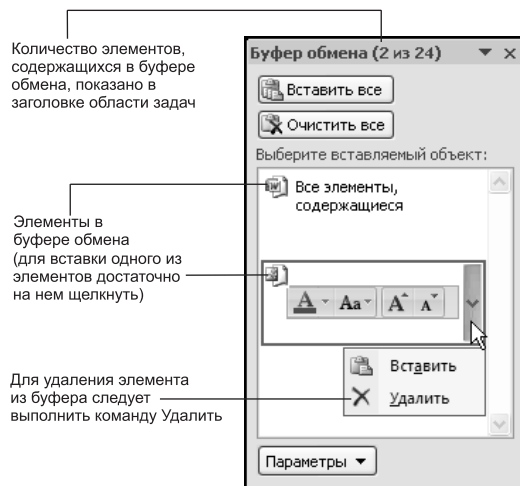 Количество элементов,
содержащихся в буфере
обмена, показано в
заголовке области задач
Элементы в
буфере обмена
(для вставки одного из
элементов достаточно
на нем щелкнуть)
Для удаления элемента
из буфера следует
выполнить команду Удалить
Буфер обмена (2 из 24)
Вставить все
Очистить все
Выберите вставляемый объект:
Все элементы,
содержащиеся
A Aa A A
Вставить
Удалить
Параметры